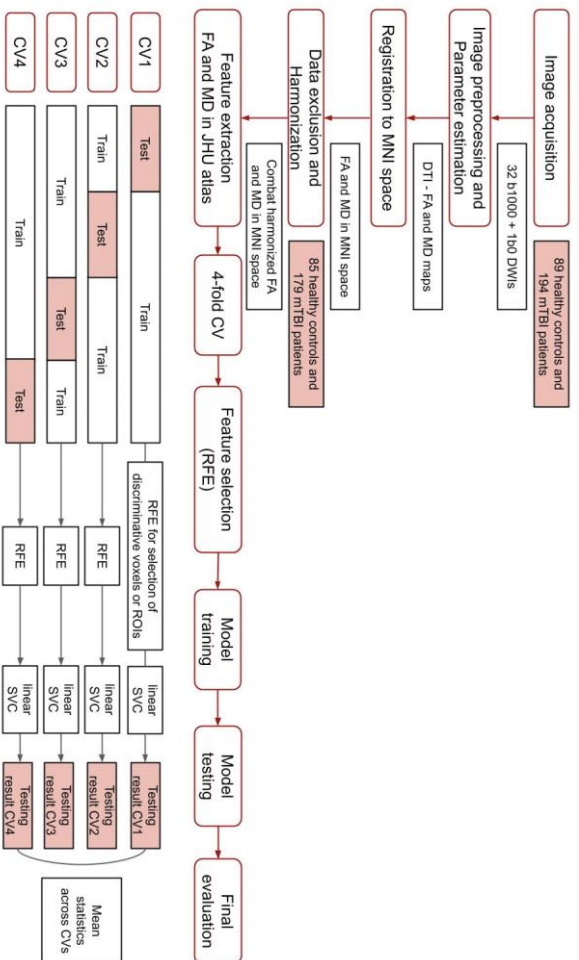 Image acquisition
89 healthy controls and
194 mTBI patients
32 b1000 + 1b0 DWIs
Image preprocessing and
Parameter estimation
DTI - FA and MD maps
Registration to MNI space
FA and MD in MNI space
Data exclusion and
Harmonization
85 healthy controls and
179 mTBI patients
Combat harmonized FA
and MD in MNI space
Feature extraction
FA and MD in JHU atlas
4-fold CV
Feature selection
(RFE)
Model
training
Model
testing
Final
evaluation
CV1
Test
Train
RFE for selection of
discriminative voxels or ROIs
linear
SVC
Testing
result CV1
CV2
Train
Test
Train
RFE
linear
SVC
Testing
result CV2
CV3
Train
Test
Train
RFE
linear
SVC
Testing
result CV3
CV4
Train
Test
RFE
linear
SVC
Testing
result CV4
Mean
statistics
across CVs